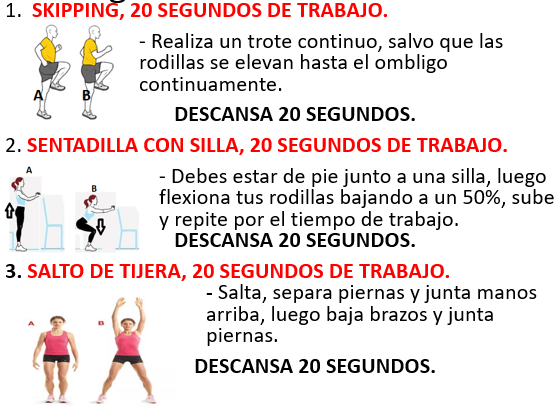 1. SKIPPING, 20 SEGUNDOS DE TRABAJO.
- Realiza un trote continuo, salvo que las
rodillas se elevan hasta el ombligo
continuamente.
A B
DESCANSA 20 SEGUNDOS.
2. SENTADILLA CON SILLA, 20 SEGUNDOS DE TRABAJO.
A
B
- Debes estar de pie junto a una silla, luego
flexiona tus rodillas bajando a un 50%, sube
y repite por el tiempo de trabajo.
DESCANSA 20 SEGUNDOS.
3. SALTO DE TIJERA, 20 SEGUNDOS DE TRABAJO.
- Salta, separa piernas y junta manos
arriba, luego baja brazos y junta
piernas.
A B
DESCANSA 20 SEGUNDOS.